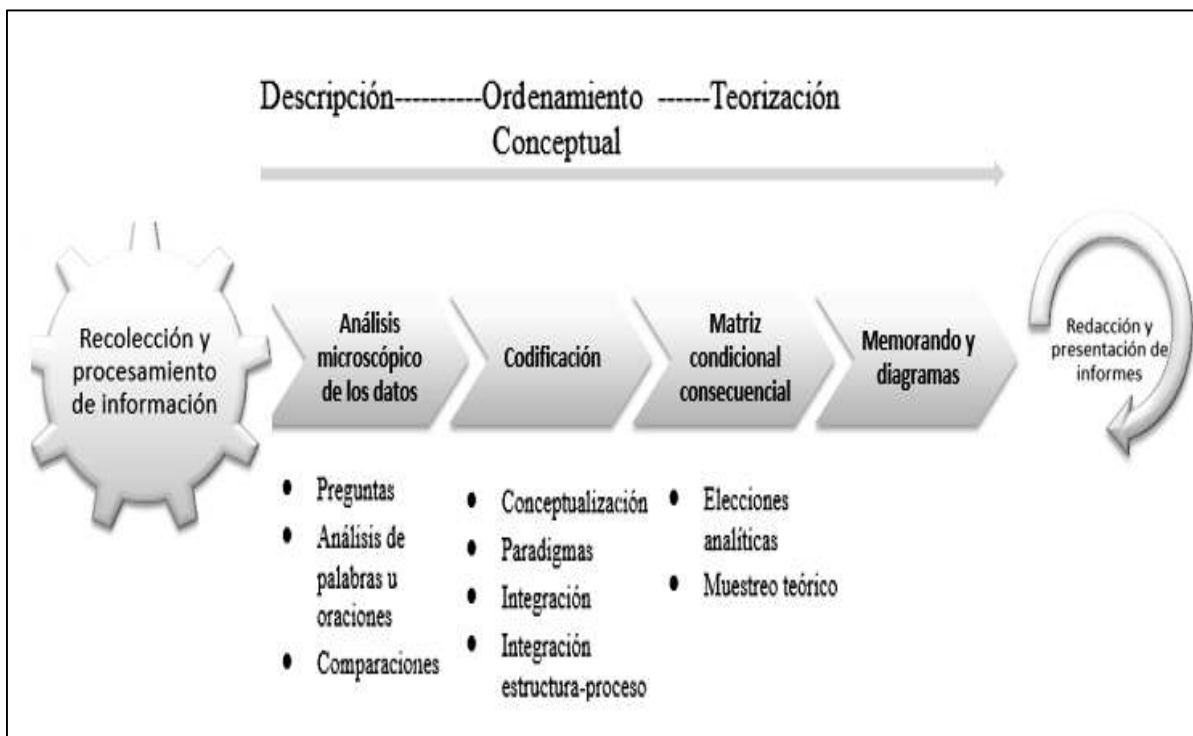 Descripción----------Ordenamiento ------Teorización
Conceptual
Recolección y
procesamiento
de información
Análisis
microscópico
de los datos
Codificación
Matriz
condicional
consecuencial
Memorando y
diagramas
Redacción y
presentación de
informes
• Preguntas
• Análisis de
palabras u
oraciones
• Comparaciones
• Conceptualización
• Paradigmas
• Integración
• Integración
estructura-proceso
• Elecciones
analíticas
• Muestreo teórico